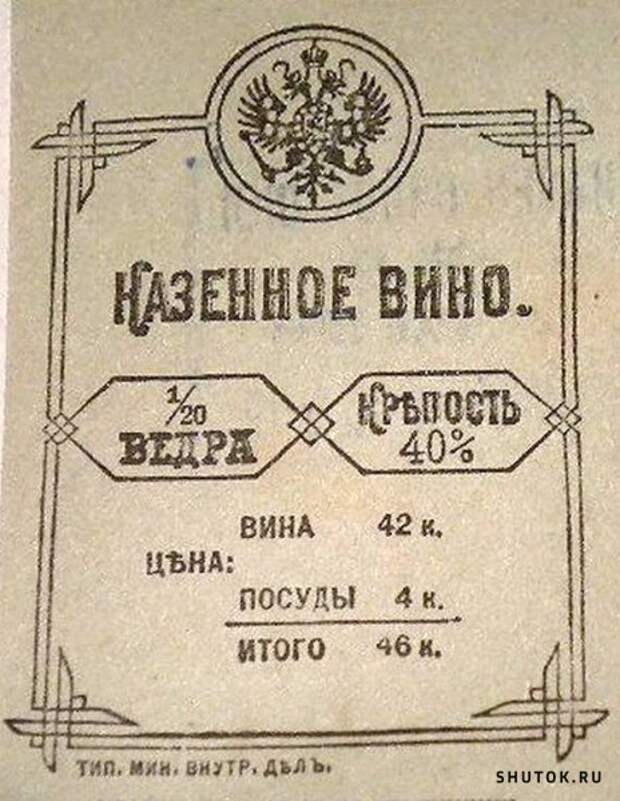 КАЗЕННОЕ ВИНО.
1/20
ВЕДРА
КРѢПОСТЬ
40%
ВИНА 42 к.
ЦѢНА:
ПОСУДЫ 4 к.
ИТОГО 46 к.
ТИП. МИН. ВНУТР. ДѢЛЪ.
SHUTOK.RU